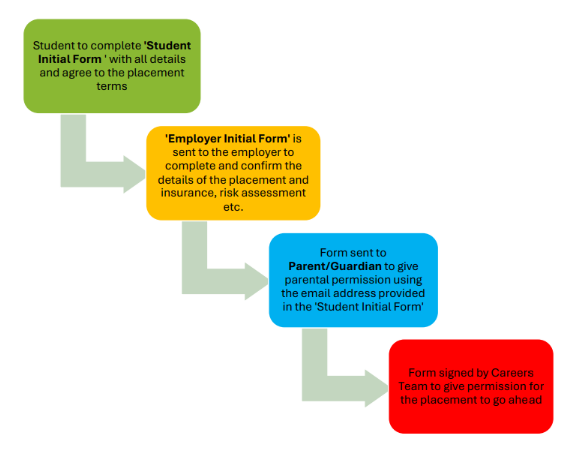 Student to complete 'Student
Initial Form ' with all details
and agree to the placement
terms
'Employer Initial Form' is
sent to the employer to
complete and confirm the
details of the placement and
insurance, risk assessment
etc.
Form sent to
Parent/Guardian to give
parental permission using
the email address provided
in the 'Student Initial Form'
Form signed by Careers
Team to give permission for
the placement to go ahead